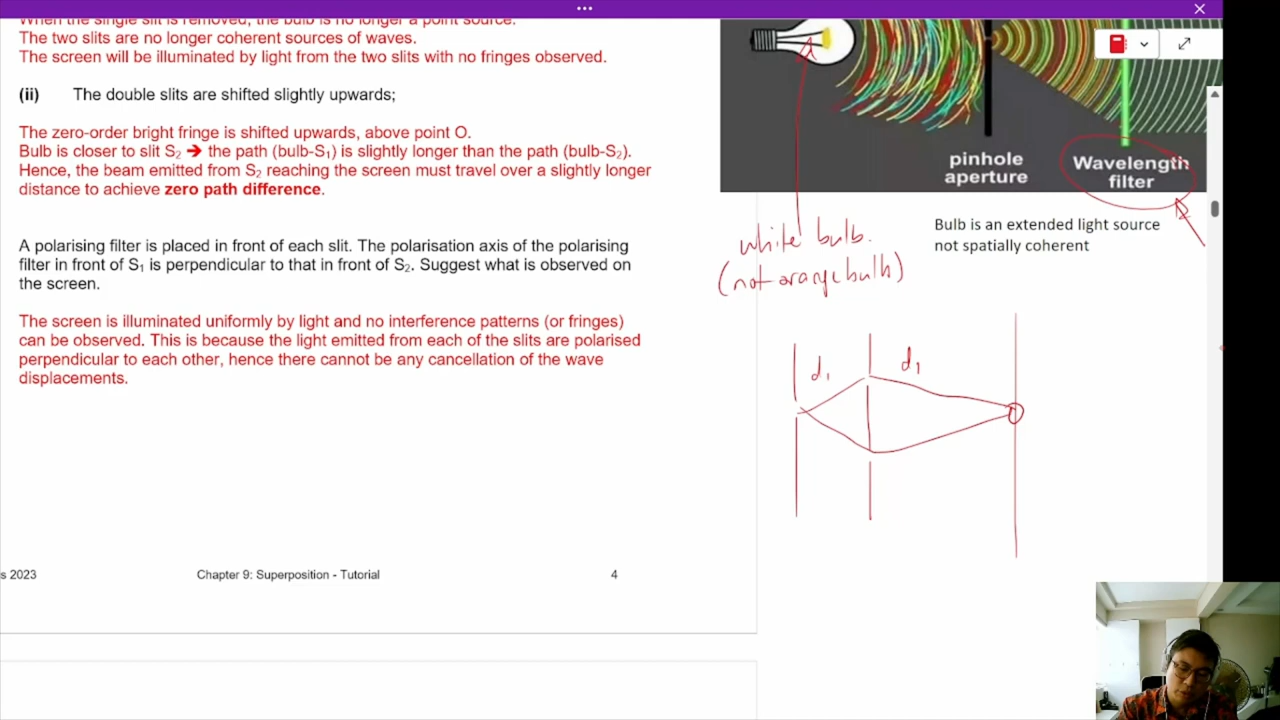 When the single slit is removed, the bulb is no longer a point source.
The two slits are no longer coherent sources of waves.
The screen will be illuminated by light from the two slits with no fringes observed.
(ii) The double slits are shifted slightly upwards;
The zero-order bright fringe is shifted upwards, above point O.
Bulb is closer to slit S₂ ➔ the path (bulb-S₁) is slightly longer than the path (bulb-S₂).
Hence, the beam emitted from S₂ reaching the screen must travel over a slightly longer
distance to achieve zero path difference.
A polarising filter is placed in front of each slit. The polarisation axis of the polarising
filter in front of S₁ is perpendicular to that in front of S₂. Suggest what is observed on
the screen.
The screen is illuminated uniformly by light and no interference patterns (or fringes)
can be observed. This is because the light emitted from each of the slits are polarised
perpendicular to each other, hence there cannot be any cancellation of the wave
displacements.
s 2023 Chapter 9: Superposition - Tutorial 4
pinhole
aperture
Wavelength
filter
Bulb is an extended light source
not spatially coherent
white bulb.
(not orange bulb)
d₁ d₁